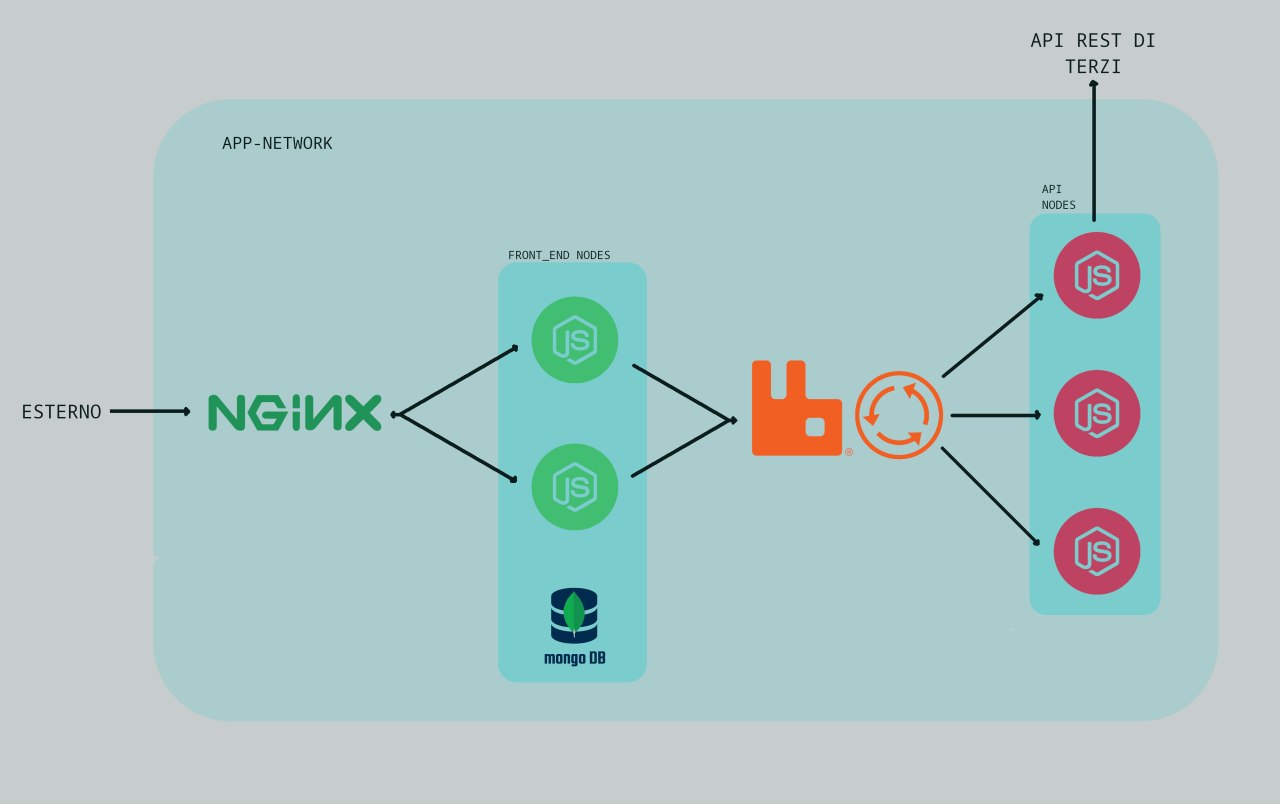 API REST DI
TERZI
APP-NETWORK
API
NODES
FRONT_END NODES
JS
JS
ESTERNO
NGiNX
JS
®
JS
JS
JS
mongo DB